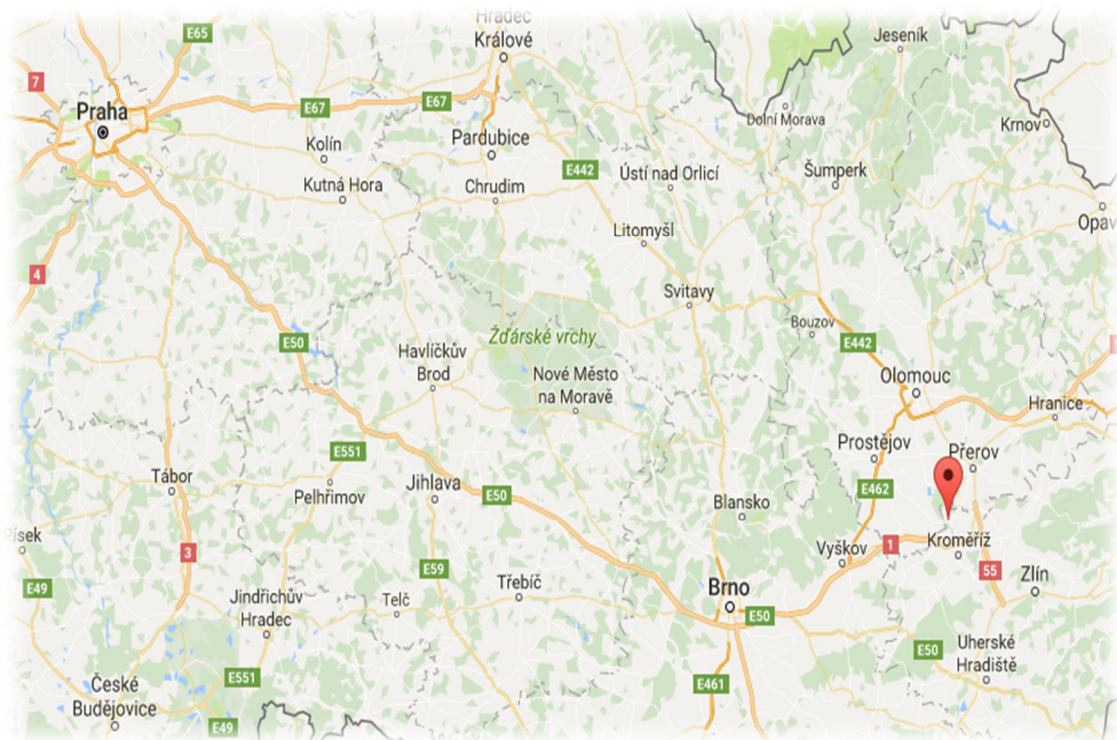 Hradec
Králové
E65
Jeseník
7
Praha
E67
E67
Dolní Morava
Krnov
Kolín
Pardubice
E442
Ústí nad Orlicí
Šumperk
Kutná Hora
Chrudim
Opav
Litomyšl
4
Svitavy
Bouzov
E50
Žďárské vrchy
E442
Havlíčkův
Brod
Nové Město
na Moravě
Olomouc
Hranice
Prostějov
E551
Přerov
Tábor
Jihlava
E50
E462
Pelhřimov
Blansko
Písek
3
1
Kroměříž
Vyškov
E59
55
Zlín
E49
Třebíč
Brno
Jindřichův
Hradec
Telč
E50
E50
Uherské
Hradiště
E551
E461
České
Budějovice
E49